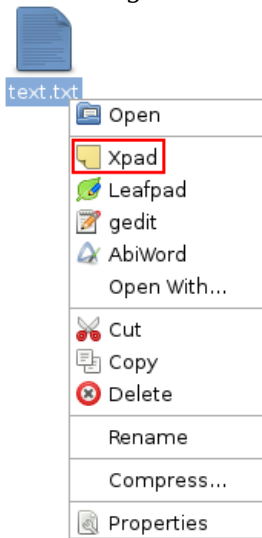 text.txt
Open
Xpad
Leafpad
gedit
AbiWord
Open With...
Cut
Copy
Delete
Rename
Compress...
Properties